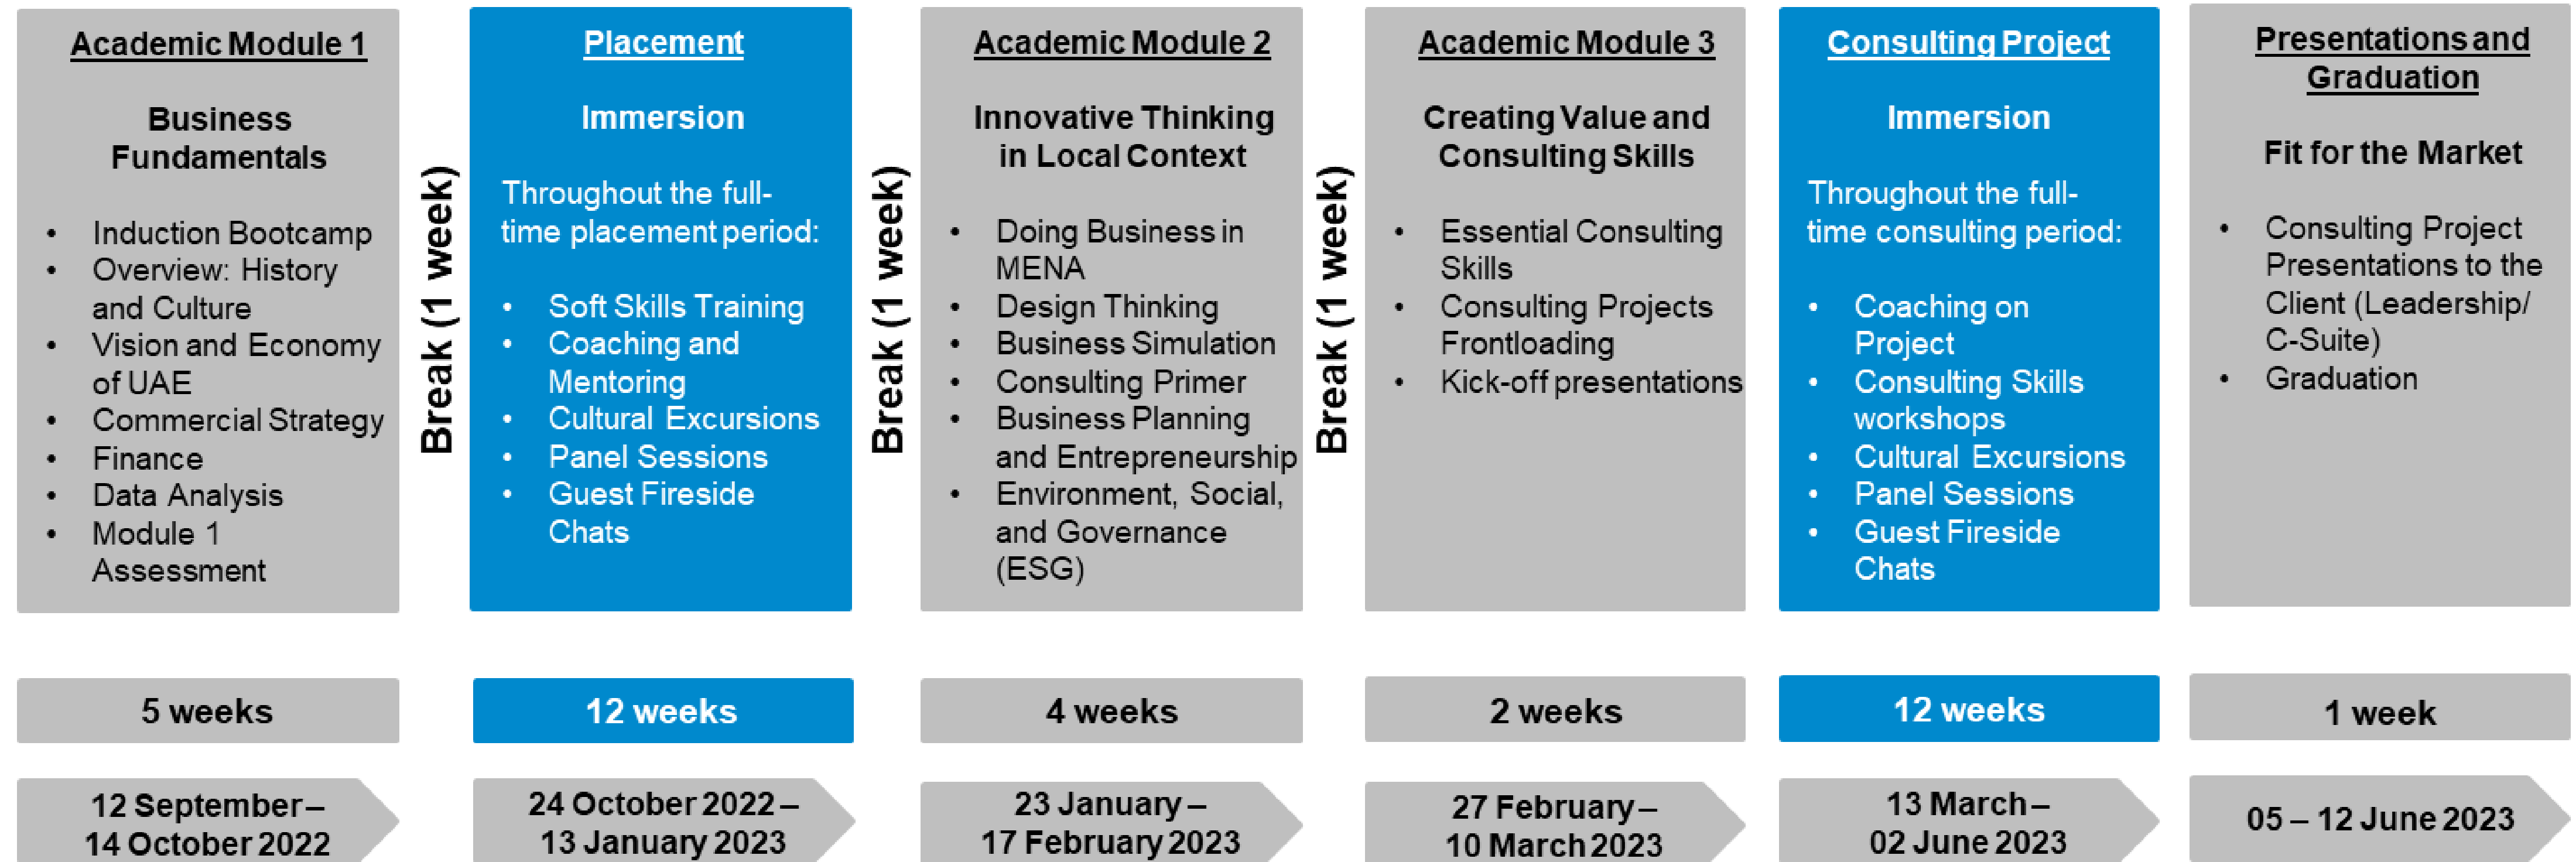 Academic Module 1
Business
Fundamentals
• Induction Bootcamp
• Overview: History
and Culture
• Vision and Economy
of UAE
• Commercial Strategy
• Finance
• Data Analysis
• Module 1
Assessment
Break (1 week)
Placement
Immersion
Throughout the full-
time placement period:
• Soft Skills Training
• Coaching and
Mentoring
• Cultural Excursions
• Panel Sessions
• Guest Fireside
Chats
Break (1 week)
Academic Module 2
Innovative Thinking
in Local Context
• Doing Business in
MENA
• Design Thinking
• Business Simulation
• Consulting Primer
• Business Planning
and Entrepreneurship
• Environment, Social,
and Governance
(ESG)
Break (1 week)
Academic Module 3
Creating Value and
Consulting Skills
• Essential Consulting
Skills
• Consulting Projects
Frontloading
• Kick-off presentations
Consulting Project
Immersion
Throughout the full-
time consulting period:
• Coaching on
Project
• Consulting Skills
workshops
• Cultural Excursions
• Panel Sessions
• Guest Fireside
Chats
Presentations and
Graduation
Fit for the Market
• Consulting Project
Presentations to the
Client (Leadership/
C-Suite)
• Graduation
5 weeks
12 weeks
4 weeks
2 weeks
12 weeks
1 week
12 September –
14 October 2022
24 October 2022 –
13 January 2023
23 January –
17 February 2023
27 February –
10 March 2023
13 March –
02 June 2023
05 – 12 June 2023